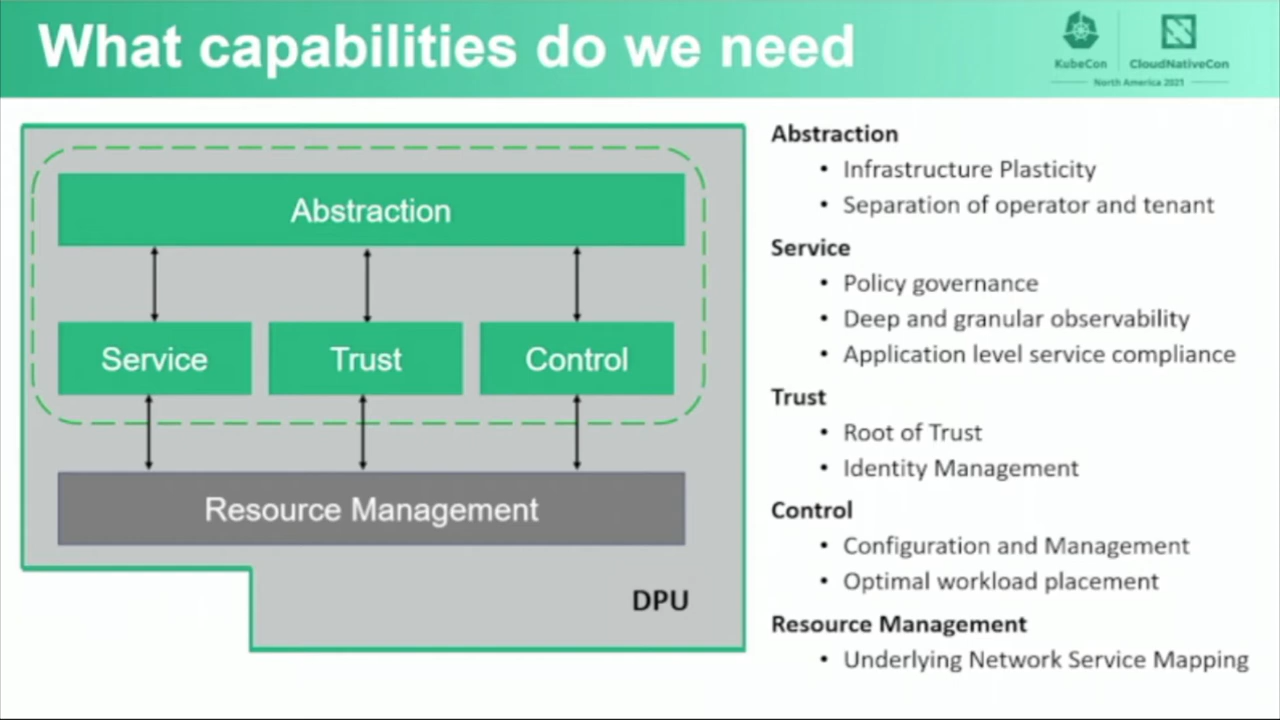 What capabilities do we need
KubeCon
CloudNativeCon
North America 2021
Abstraction
Service
Trust
Control
Resource Management
DPU
Abstraction
• Infrastructure Plasticity
• Separation of operator and tenant
Service
• Policy governance
• Deep and granular observability
• Application level service compliance
Trust
• Root of Trust
• Identity Management
Control
• Configuration and Management
• Optimal workload placement
Resource Management
• Underlying Network Service Mapping